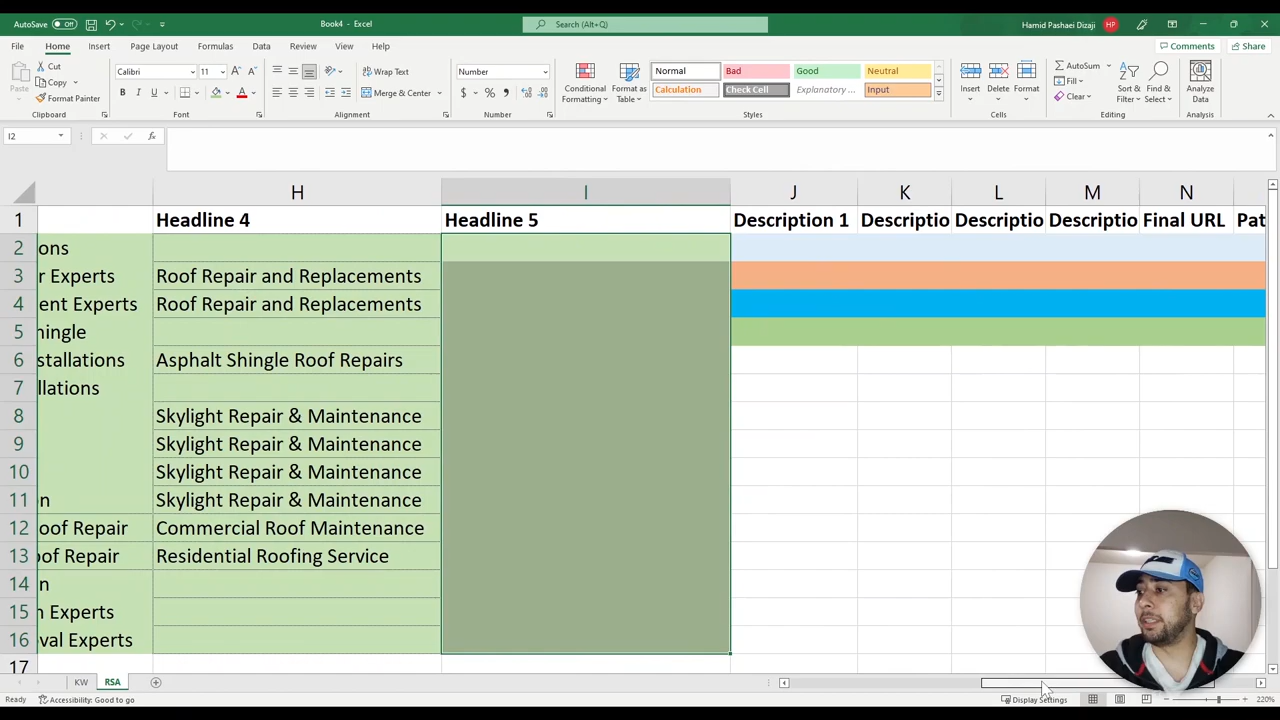 AutoSave Off Book4 - Excel Search (Alt+Q) Hamid Pashaei Dizaji HP
File Home Insert Page Layout Formulas Data Review View Help Comments Share
Cut Calibri 11 Wrap Text Number Normal Bad Good Neutral AutoSum
Copy Fill
Paste Format Painter Merge & Center Conditional Formatting Format as Table Calculation Check Cell Explanatory ... Input Insert Delete Format Clear Sort & Filter Find & Select Analyze Data
Clipboard Font Alignment Number Styles Cells Editing Analysis
I2 fx
H I J K L M N
1 Headline 4 Headline 5 Description 1 Descriptio Descriptio Descriptio Final URL Pat
2 ons
3 r Experts Roof Repair and Replacements
4 ent Experts Roof Repair and Replacements
5 hingle
6 stallations Asphalt Shingle Roof Repairs
7 llations
8 Skylight Repair & Maintenance
9 Skylight Repair & Maintenance
10 Skylight Repair & Maintenance
11 n Skylight Repair & Maintenance
12 oof Repair Commercial Roof Maintenance
13 of Repair Residential Roofing Service
14 n
15 n Experts
16 val Experts
17
KW RSA
Ready Accessibility: Good to go Display Settings 220%